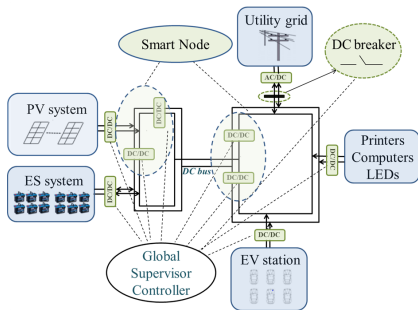 Utility grid
Smart Node
DC breaker
AC/DC
PV system
DC/DC
DC/DC
DC/DC
DC/DC
DC/DC
Printers
Computers
LEDs
DC bus
DC/DC
ES system
DC/DC
DC/DC
Global
Supervisor
Controller
EV station